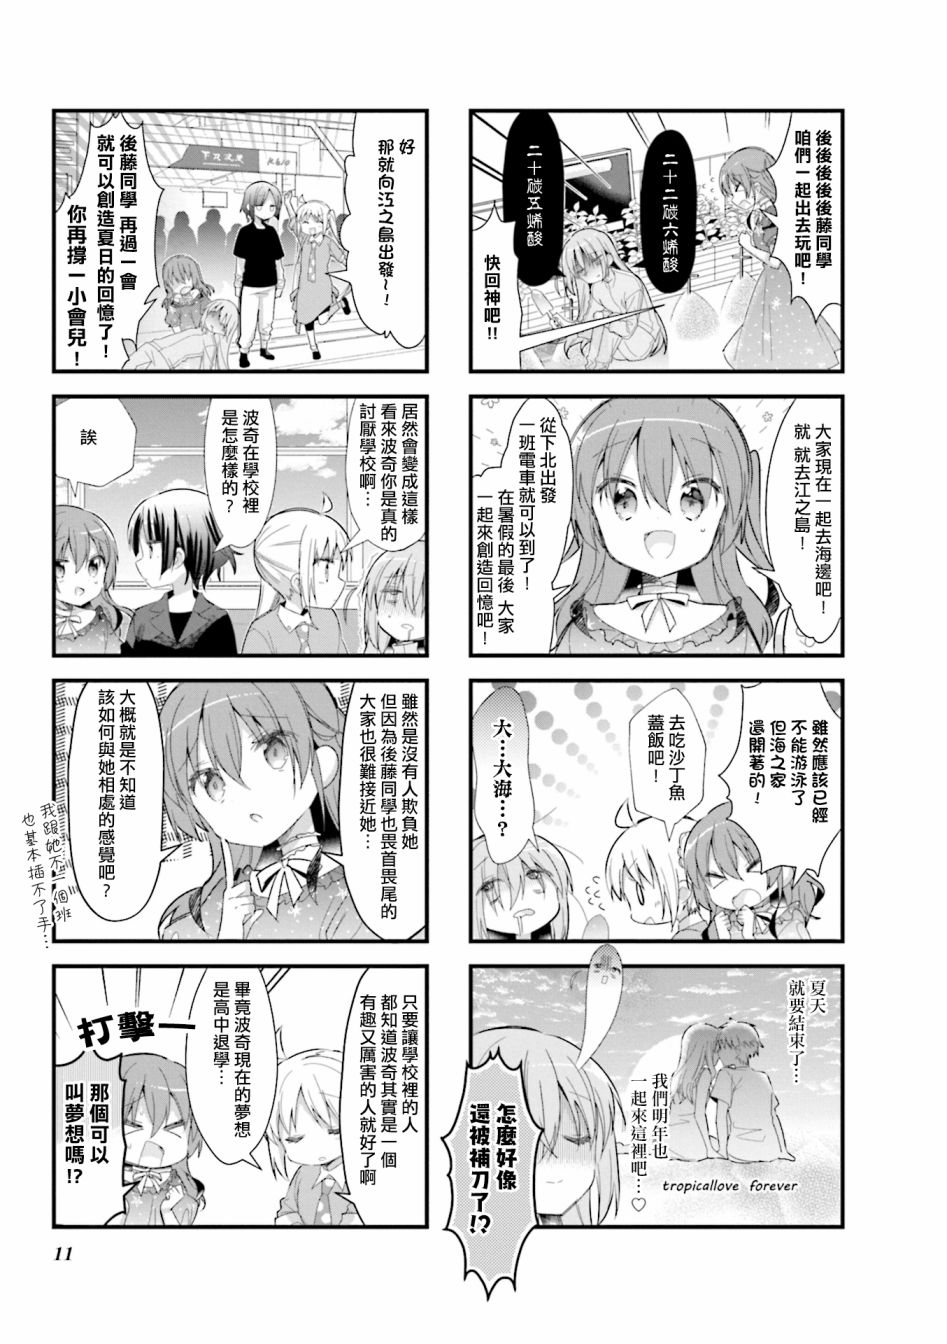 後後後後後藤同學
咱們一起出去玩吧！
二十二碳六烯酸
二十碳五烯酸
快回神吧!!
大家現在一起去海邊吧！
就 就去江之島！
從下北出發
一班電車就可以到了！
在暑假的最後 大家
一起來創造回憶吧！
雖然應該已經
不能游泳了
但海之家
還開著的！
去吃沙丁魚
蓋飯吧！
大…大海…？
夏天
就要結束了…
我們明年也
一起來這裡吧…♡
tropicallove forever
怎麼好像
還被補刀了!?
好
那就向江之島出發~！
後藤同學 再過一會
就可以創造夏日的回憶了！
你再撐一小會兒！
居然會變成這樣
看來波奇你是真的
討厭學校啊…
波奇在學校裡
是怎麼樣的？
誒
雖然是沒有人欺負她
但因為後藤同學也畏首畏尾的
大家也很難接近她…
大概就是不知道
該如何與她相處的感覺吧？
我跟她不一個班
也基本插不了手…
只要讓學校裡的人
都知道波奇其實是一個
有趣又厲害的人就好了啊
畢竟波奇現在的夢想
是高中退學…
打擊—
那個可以
叫夢想嗎!?
11